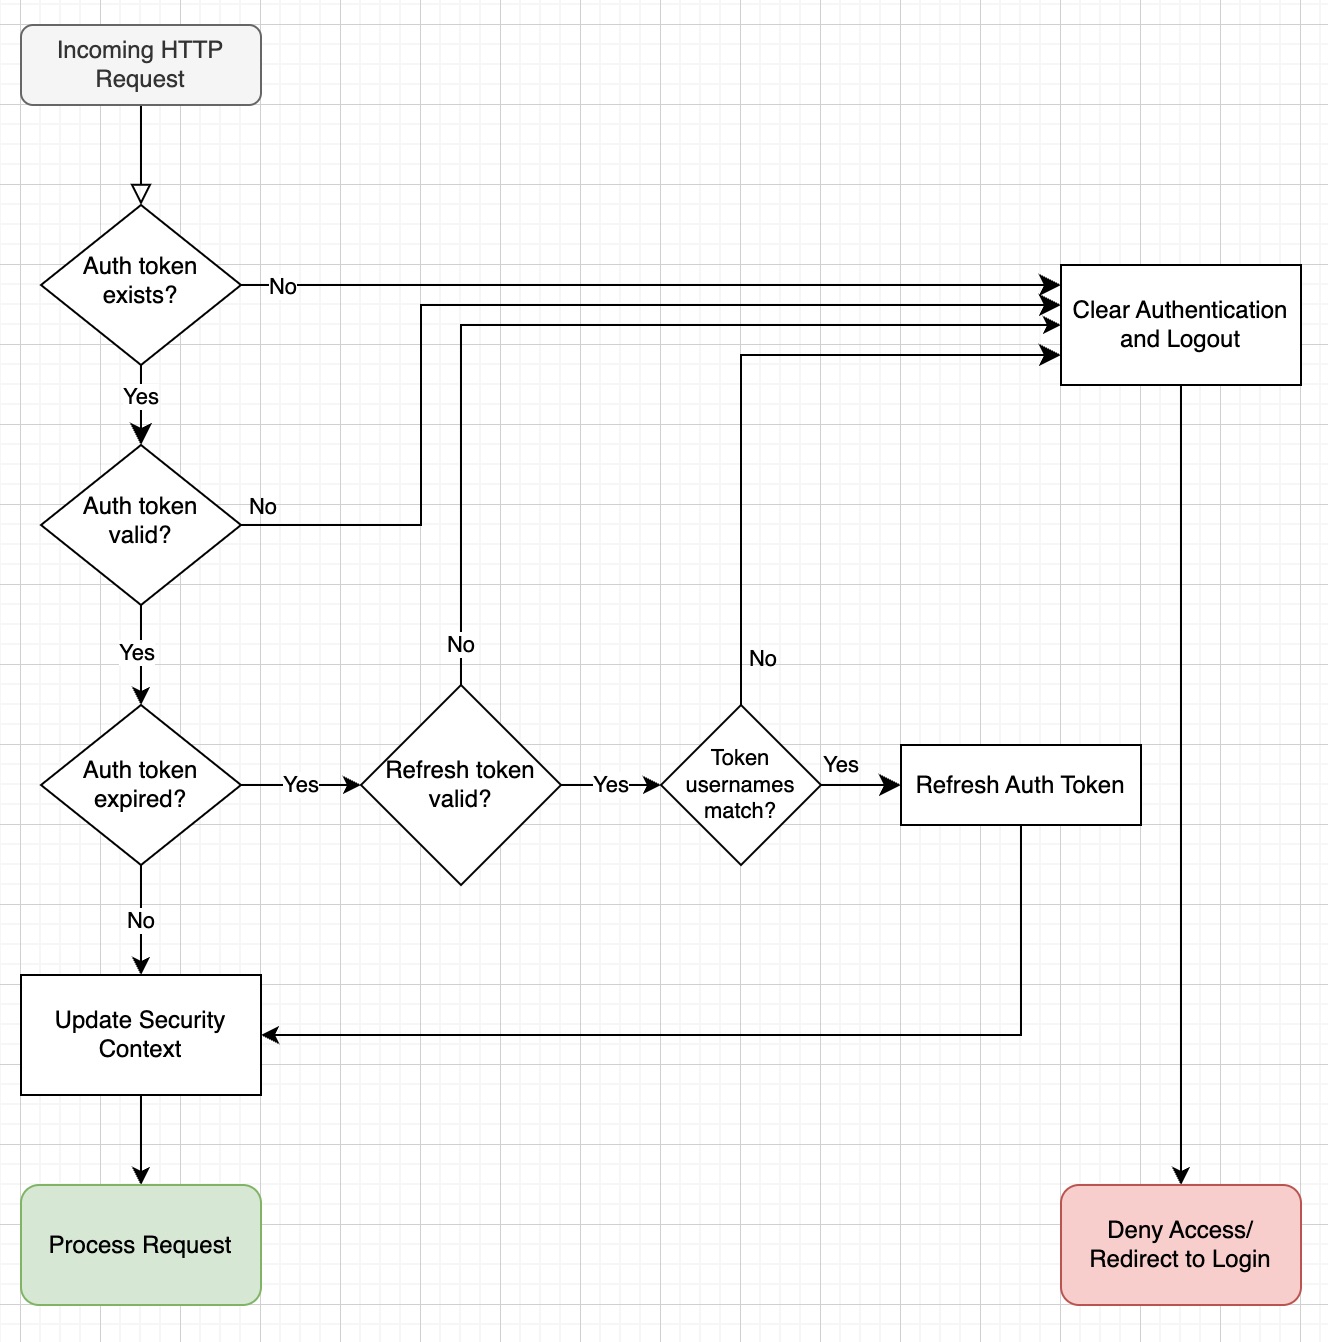 Incoming HTTP
Request
Auth token
exists?
No
Clear Authentication
and Logout
Yes
Auth token
valid?
No
Yes
No
No
Auth token
expired?
Yes
Refresh token
valid?
Yes
Token
usernames
match?
Yes
Refresh Auth Token
No
Update Security
Context
Process Request
Deny Access/
Redirect to Login